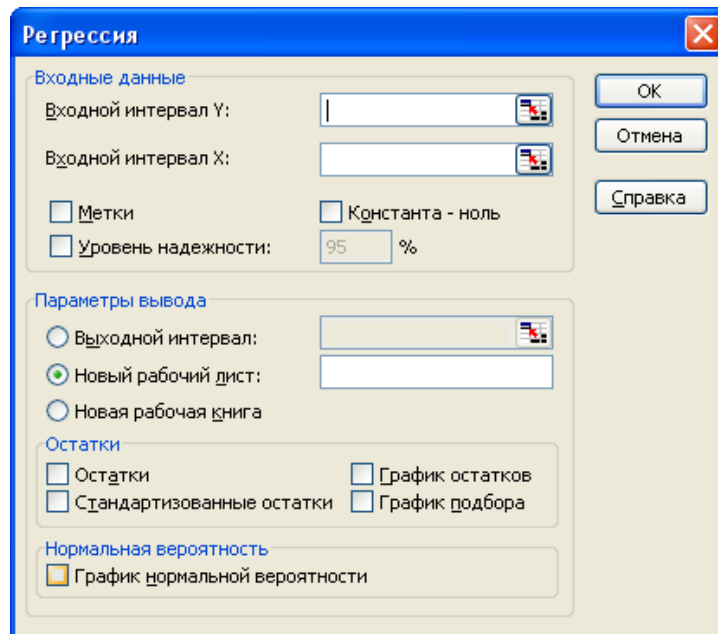 Регрессия
Входные данные
Входной интервал Y:
Входной интервал X:
Метки
Константа - ноль
Уровень надежности:
95
%
OK
Отмена
Справка
Параметры вывода
Выходной интервал:
Новый рабочий лист:
Новая рабочая книга
Остатки
Остатки
График остатков
Стандартизованные остатки
График подбора
Нормальная вероятность
График нормальной вероятности